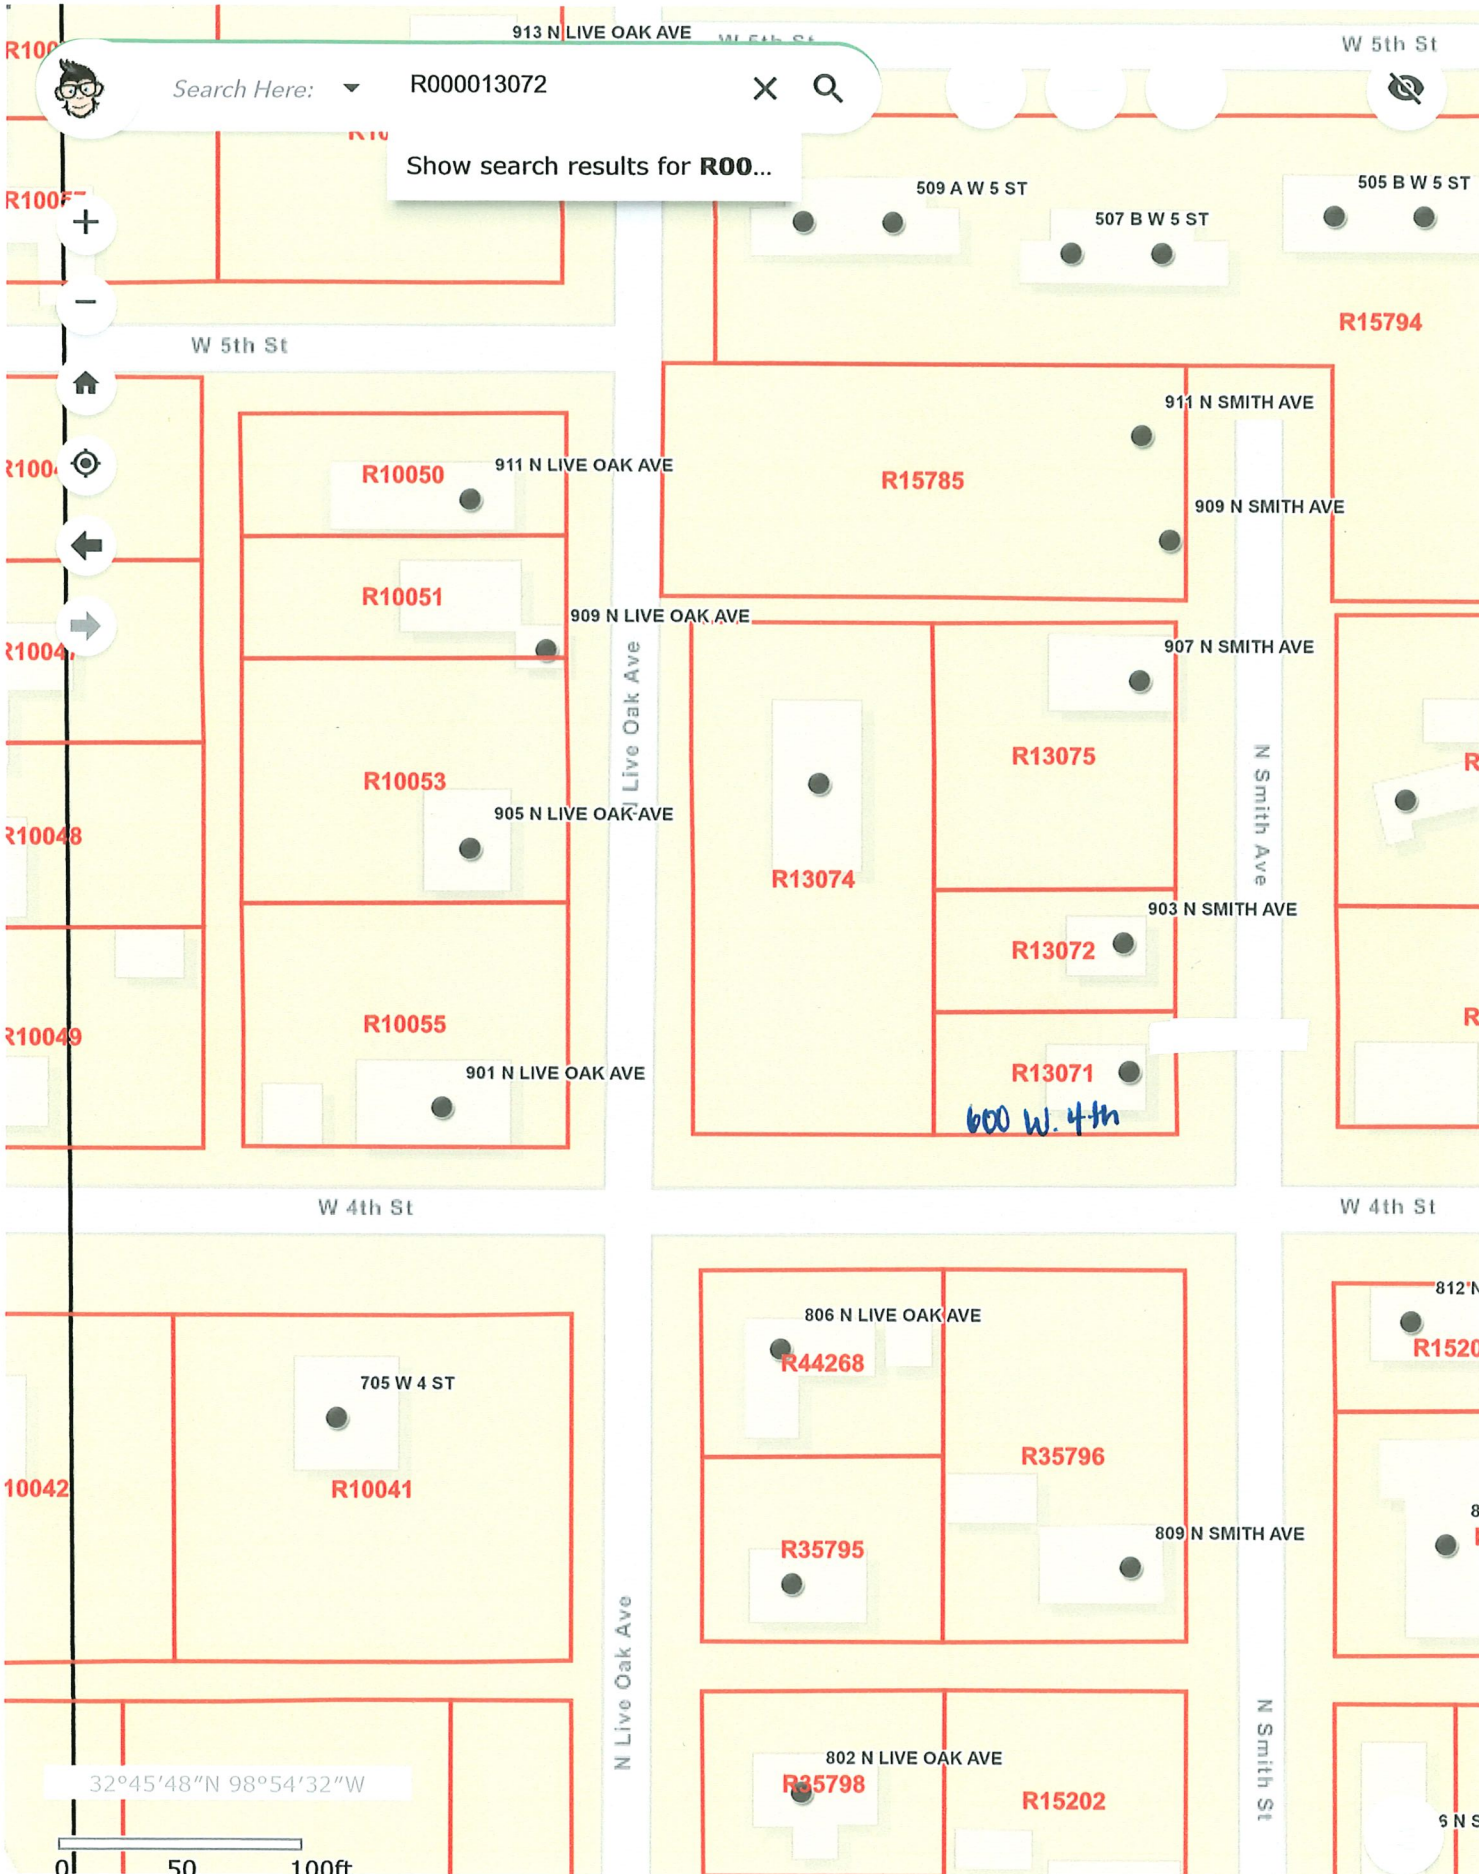 913 N LIVE OAK AVE
W 5th St
W 5th St
Search Here:
R000013072
Show search results for R00...
509 A W 5 ST
507 B W 5 ST
505 B W 5 ST
R15794
W 5th St
911 N SMITH AVE
R10050
911 N LIVE OAK AVE
R15785
909 N SMITH AVE
R10051
909 N LIVE OAK AVE
907 N SMITH AVE
N Live Oak Ave
R13075
N Smith Ave
R10053
905 N LIVE OAK AVE
R10048
R13074
903 N SMITH AVE
R13072
R10055
R10049
901 N LIVE OAK AVE
R13071
600 W. 4th
W 4th St
W 4th St
812 N
806 N LIVE OAK AVE
R44268
R1520
705 W 4 ST
R35796
10042
R10041
809 N SMITH AVE
R35795
N Live Oak Ave
N Smith St
802 N LIVE OAK AVE
R35798
R15202
32°45'48"N 98°54'32"W
6 N S
0 50 100ft